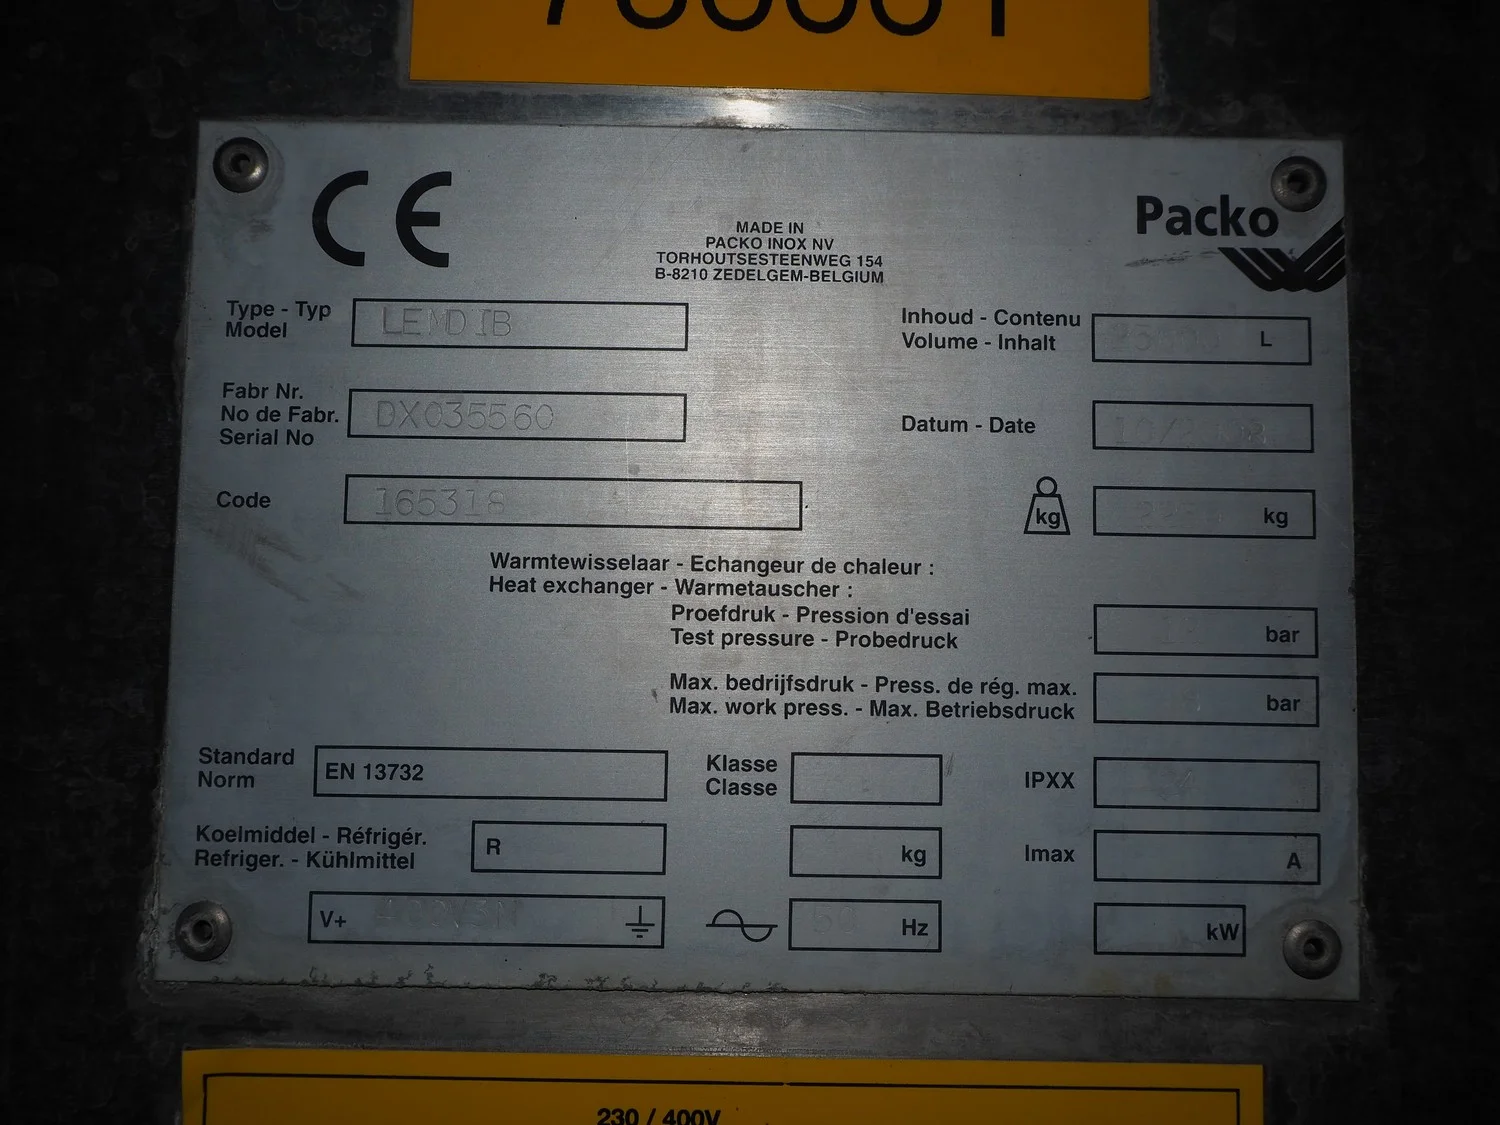 CE
Packo
MADE IN
PACKO INOX NV
TORHOUTSESTEENWEG 154
B-8210 ZEDELGEM-BELGIUM
Type - Typ
Model
LEMDIB
Inhoud - Contenu
Volume - Inhalt
L
Fabr Nr.
No de Fabr.
Serial No
DX035560
Datum - Date
Code
165318
kg
kg
Warmtewisselaar - Echangeur de chaleur :
Heat exchanger - Warmetauscher :
Proefdruk - Pression d'essai
Test pressure - Probedruck
bar
Max. bedrijfsdruk - Press. de rég. max.
Max. work press. - Max. Betriebsdruck
bar
Standard
Norm
EN 13732
Klasse
Classe
IPXX
Koelmiddel - Réfrigér.
Refriger. - Kühlmittel
R
kg
Imax
A
V+ 400V3N
50 Hz
kW
230 / 400V